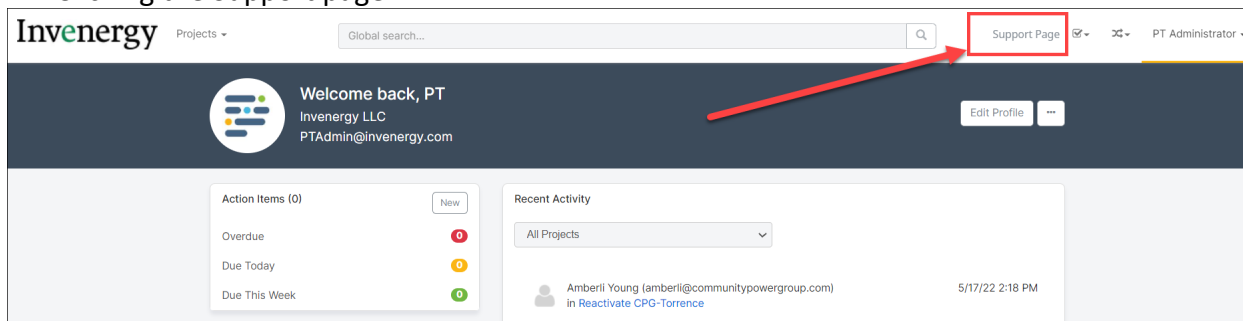 Invenergy Projects Global search... Support Page PT Administrator
Welcome back, PT
Invenergy LLC
PTAdmin@invenergy.com
Edit Profile
Action Items (0) New
Overdue 0
Due Today 0
Due This Week 0
Recent Activity
All Projects
Amberli Young (amberli@communitypowergroup.com) 5/17/22 2:18 PM
in Reactivate CPG-Torrence